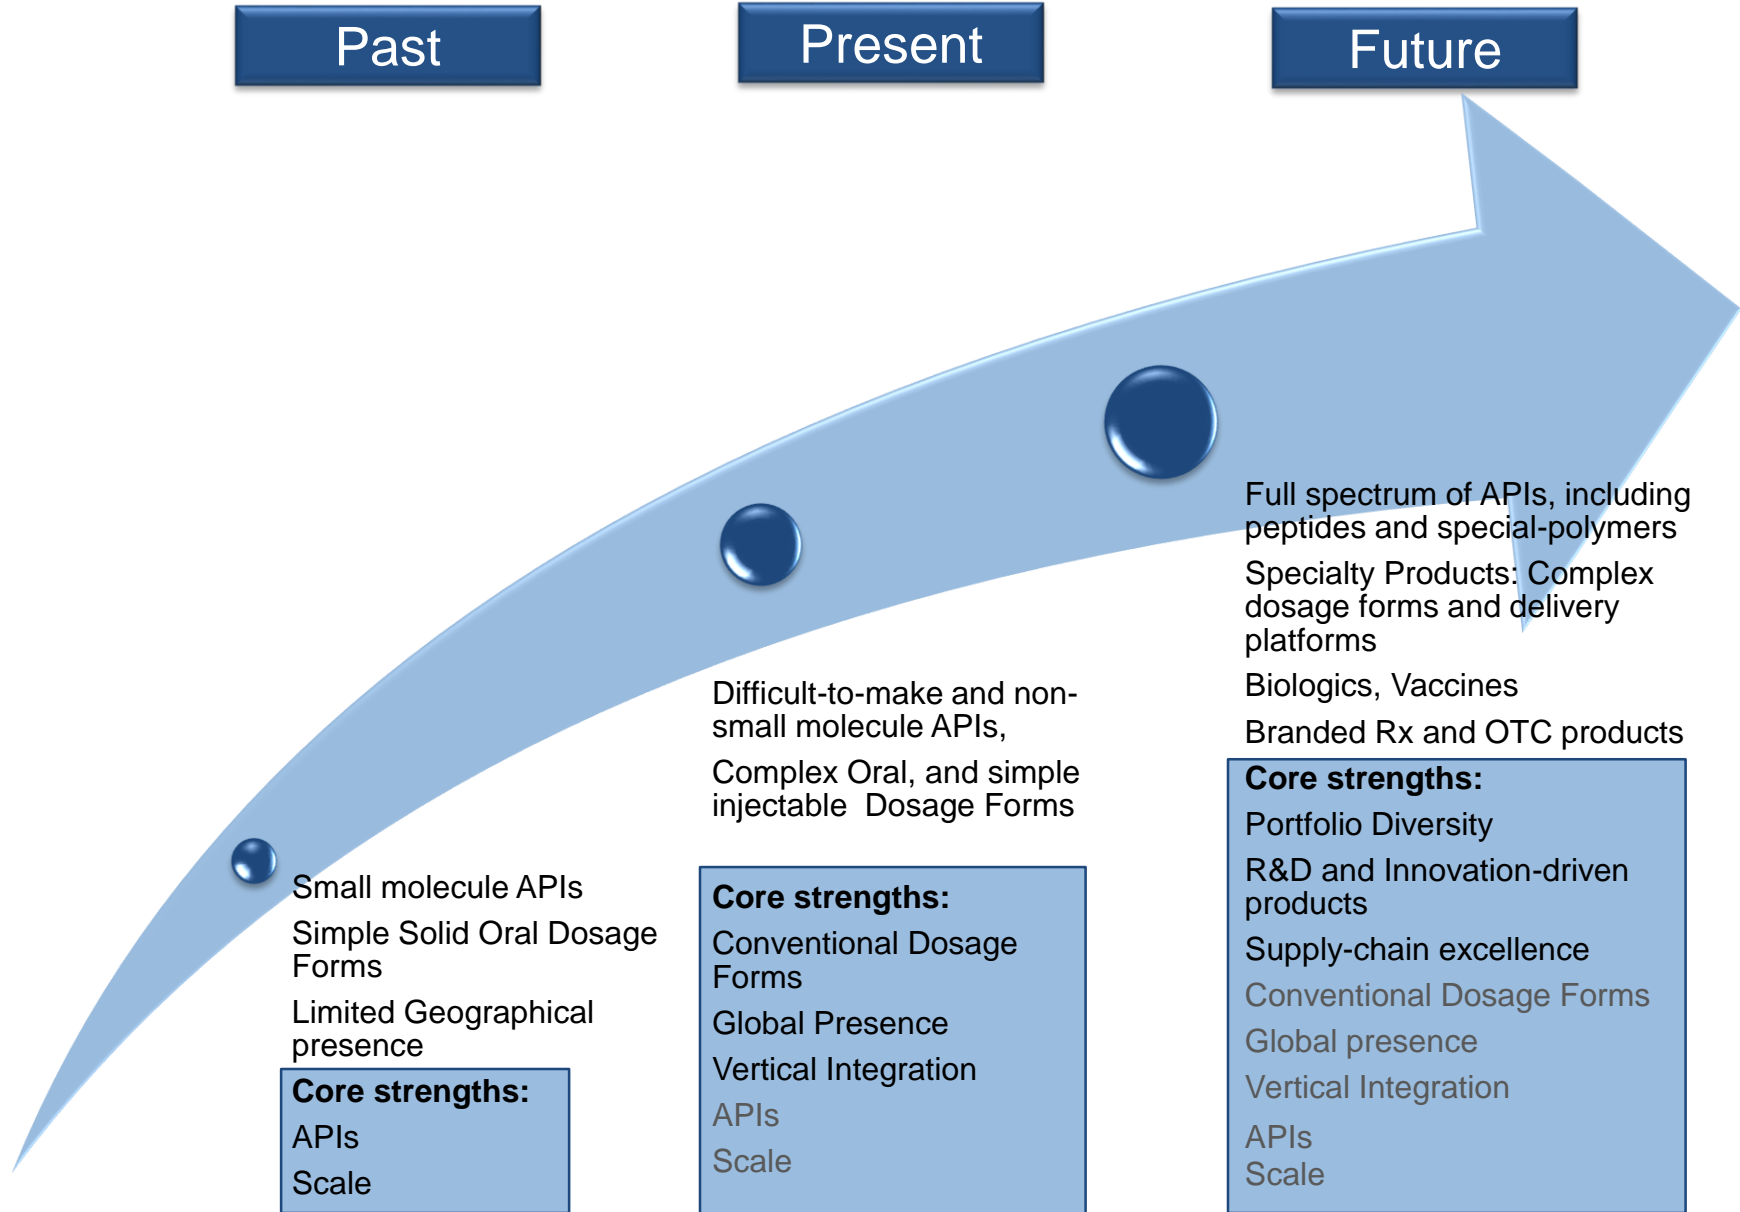 Past
Present
Future
Small molecule APIs
Simple Solid Oral Dosage
Forms
Limited Geographical
presence
Core strengths:
APIs
Scale
Difficult-to-make and non-
small molecule APIs,
Complex Oral, and simple
injectable  Dosage Forms
Core strengths:
Conventional Dosage
Forms
Global Presence
Vertical Integration
APIs
Scale
Full spectrum of APIs, including
peptides and special-polymers
Specialty Products: Complex
dosage forms and delivery
platforms
Biologics, Vaccines
Branded Rx and OTC products
Core strengths:
Portfolio Diversity
R&D and Innovation-driven
products
Supply-chain excellence
Conventional Dosage Forms
Global presence
Vertical Integration
APIs
Scale